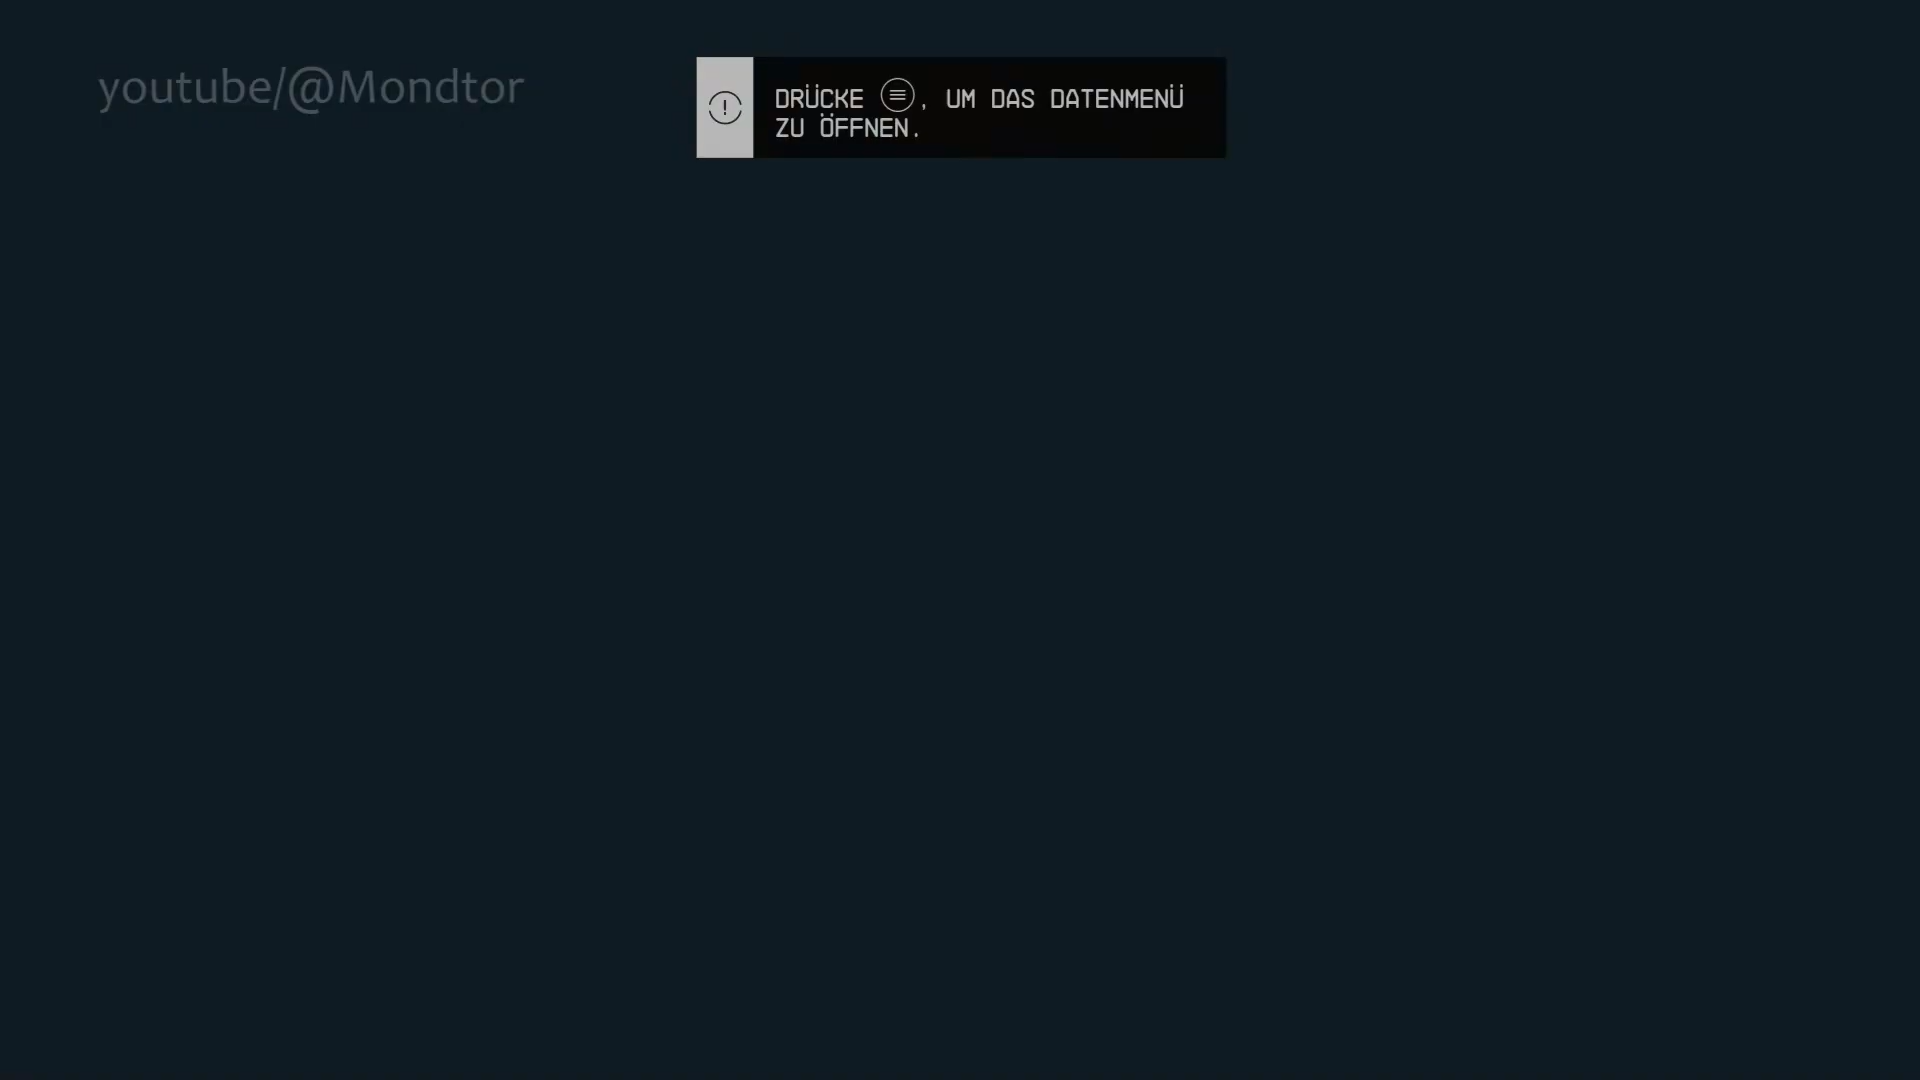 youtube/@Mondtor
DRÜCKE , UM DAS DATENMENÜ
ZU ÖFFNEN.